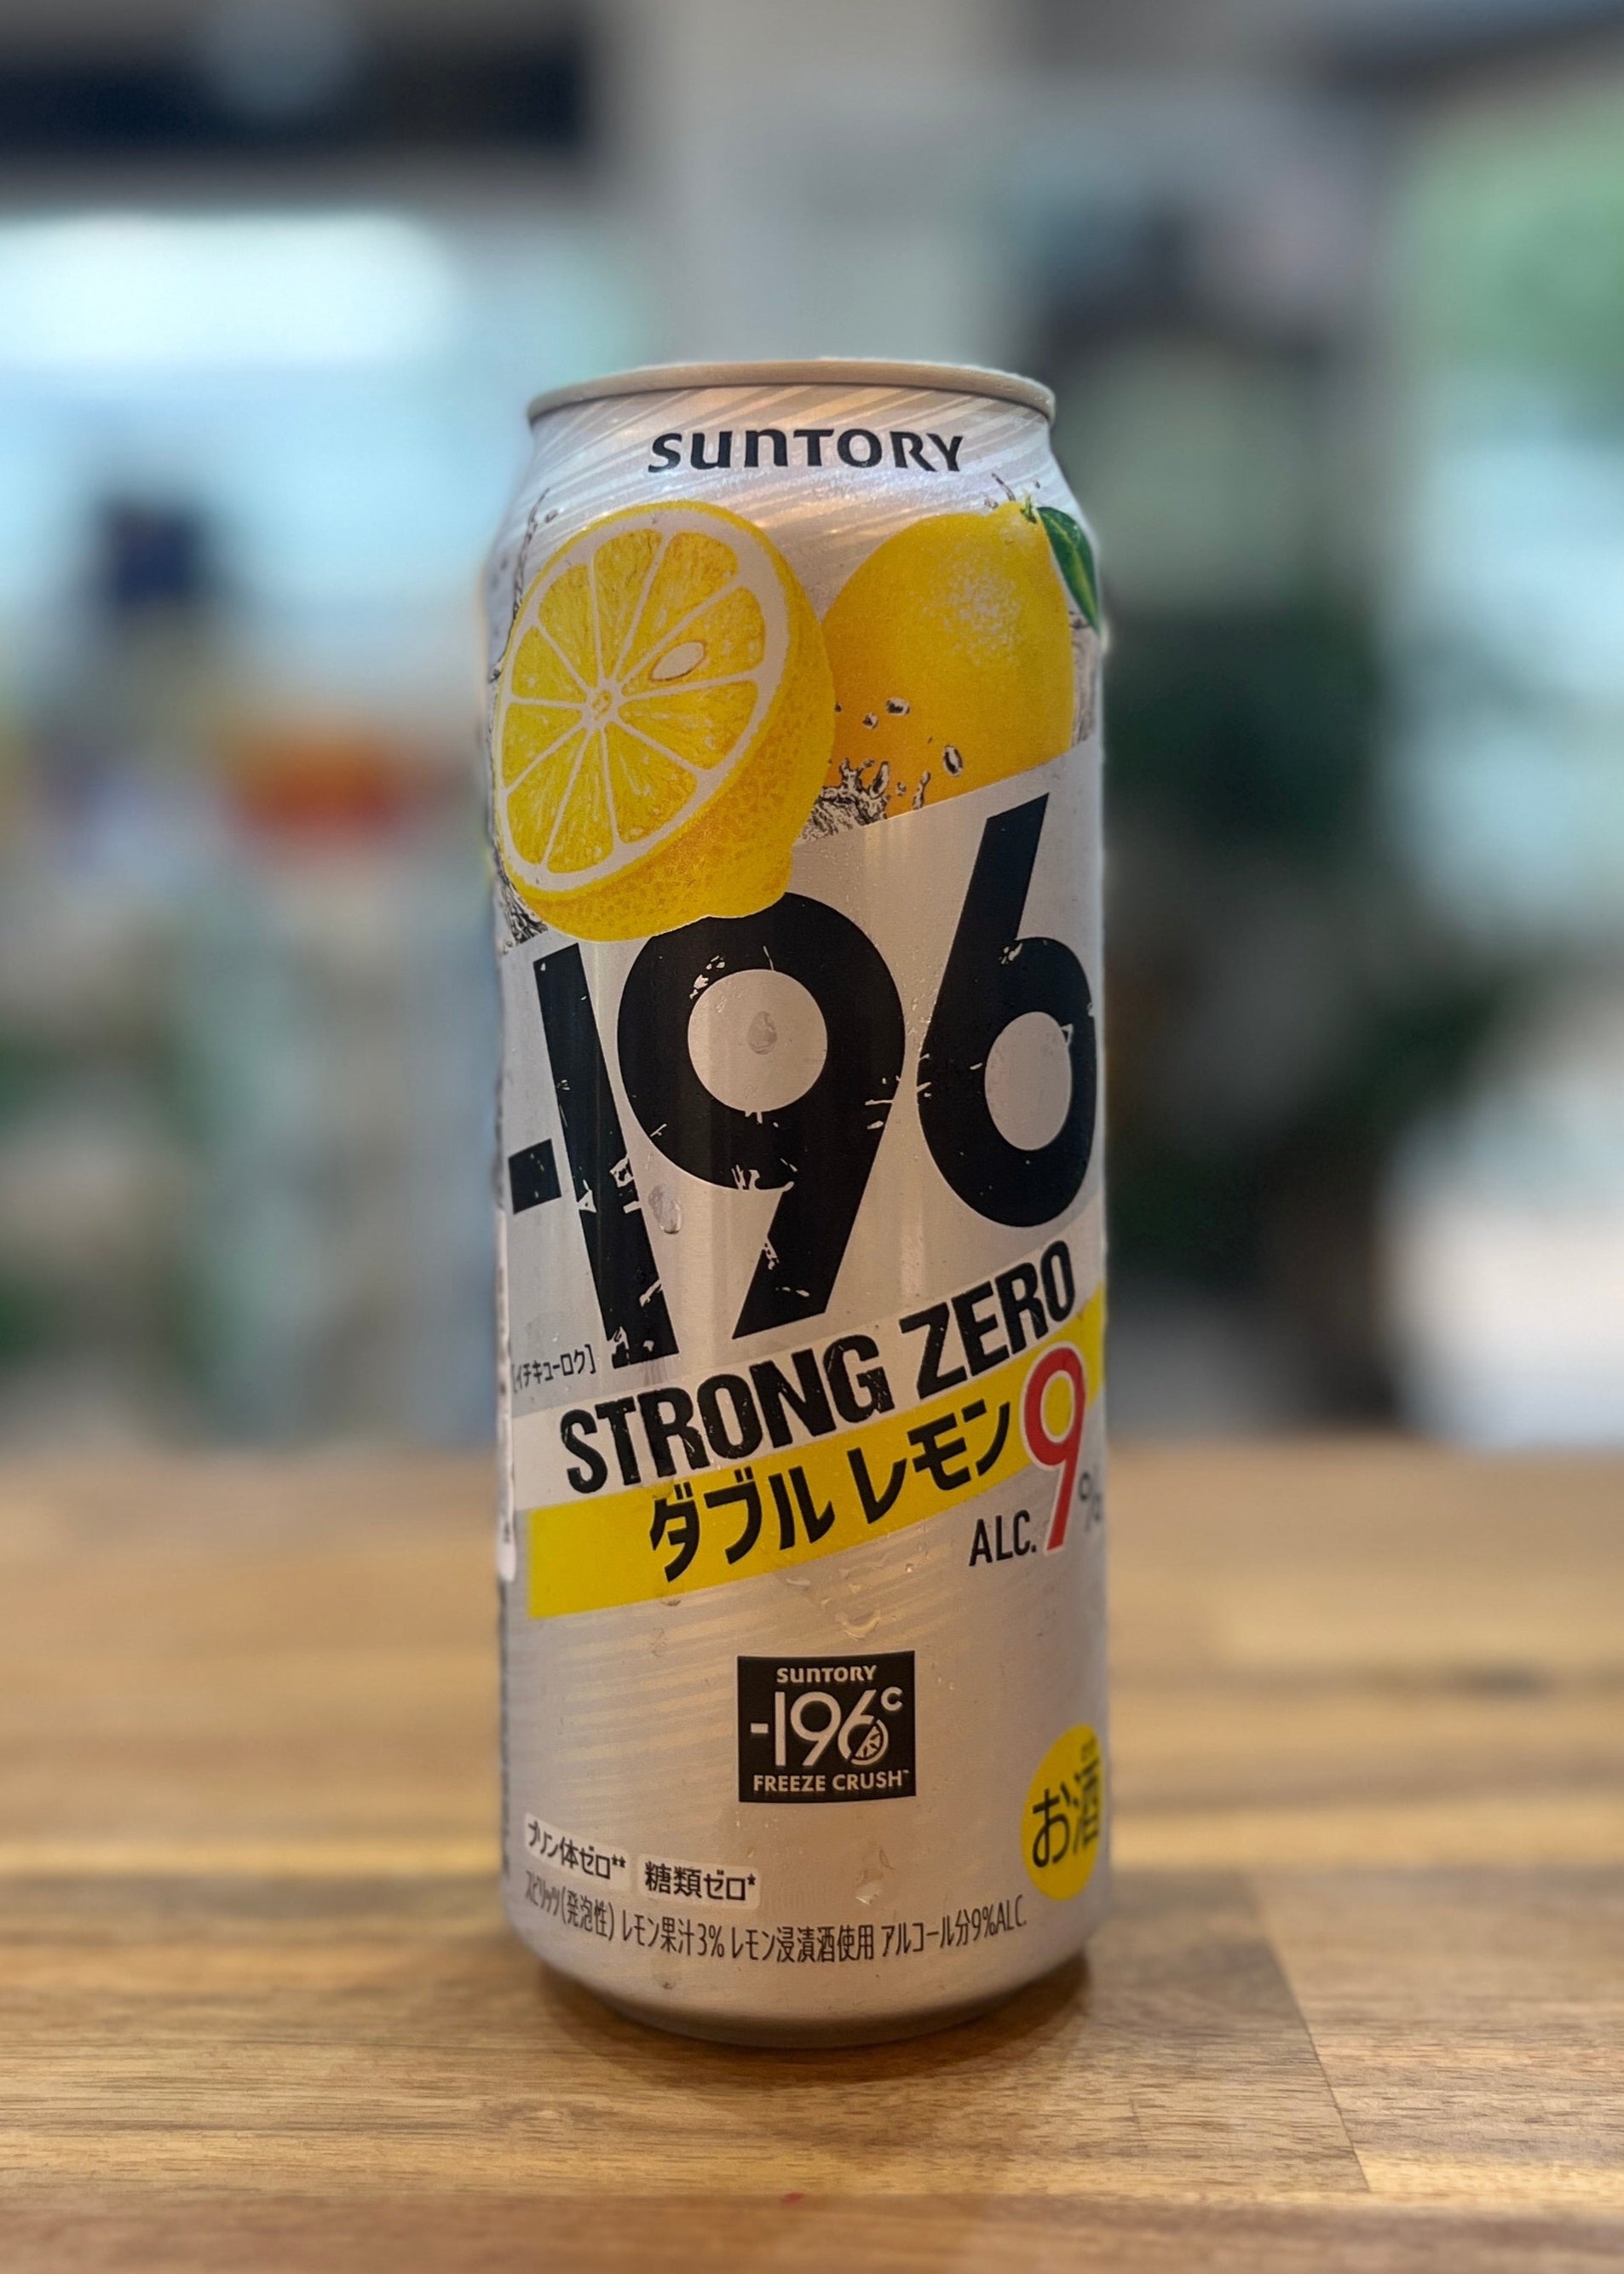 SUNTORY
-196
[イチキューロク]
STRONG ZERO
ダブルレモン
ALC. 9%
SUNTORY
-196℃
FREEZE CRUSH™
お酒
プリン体ゼロ** 糖類ゼロ*
スピリッツ(発泡性) レモン果汁3% レモン浸漬酒使用 アルコール分9%ALC.